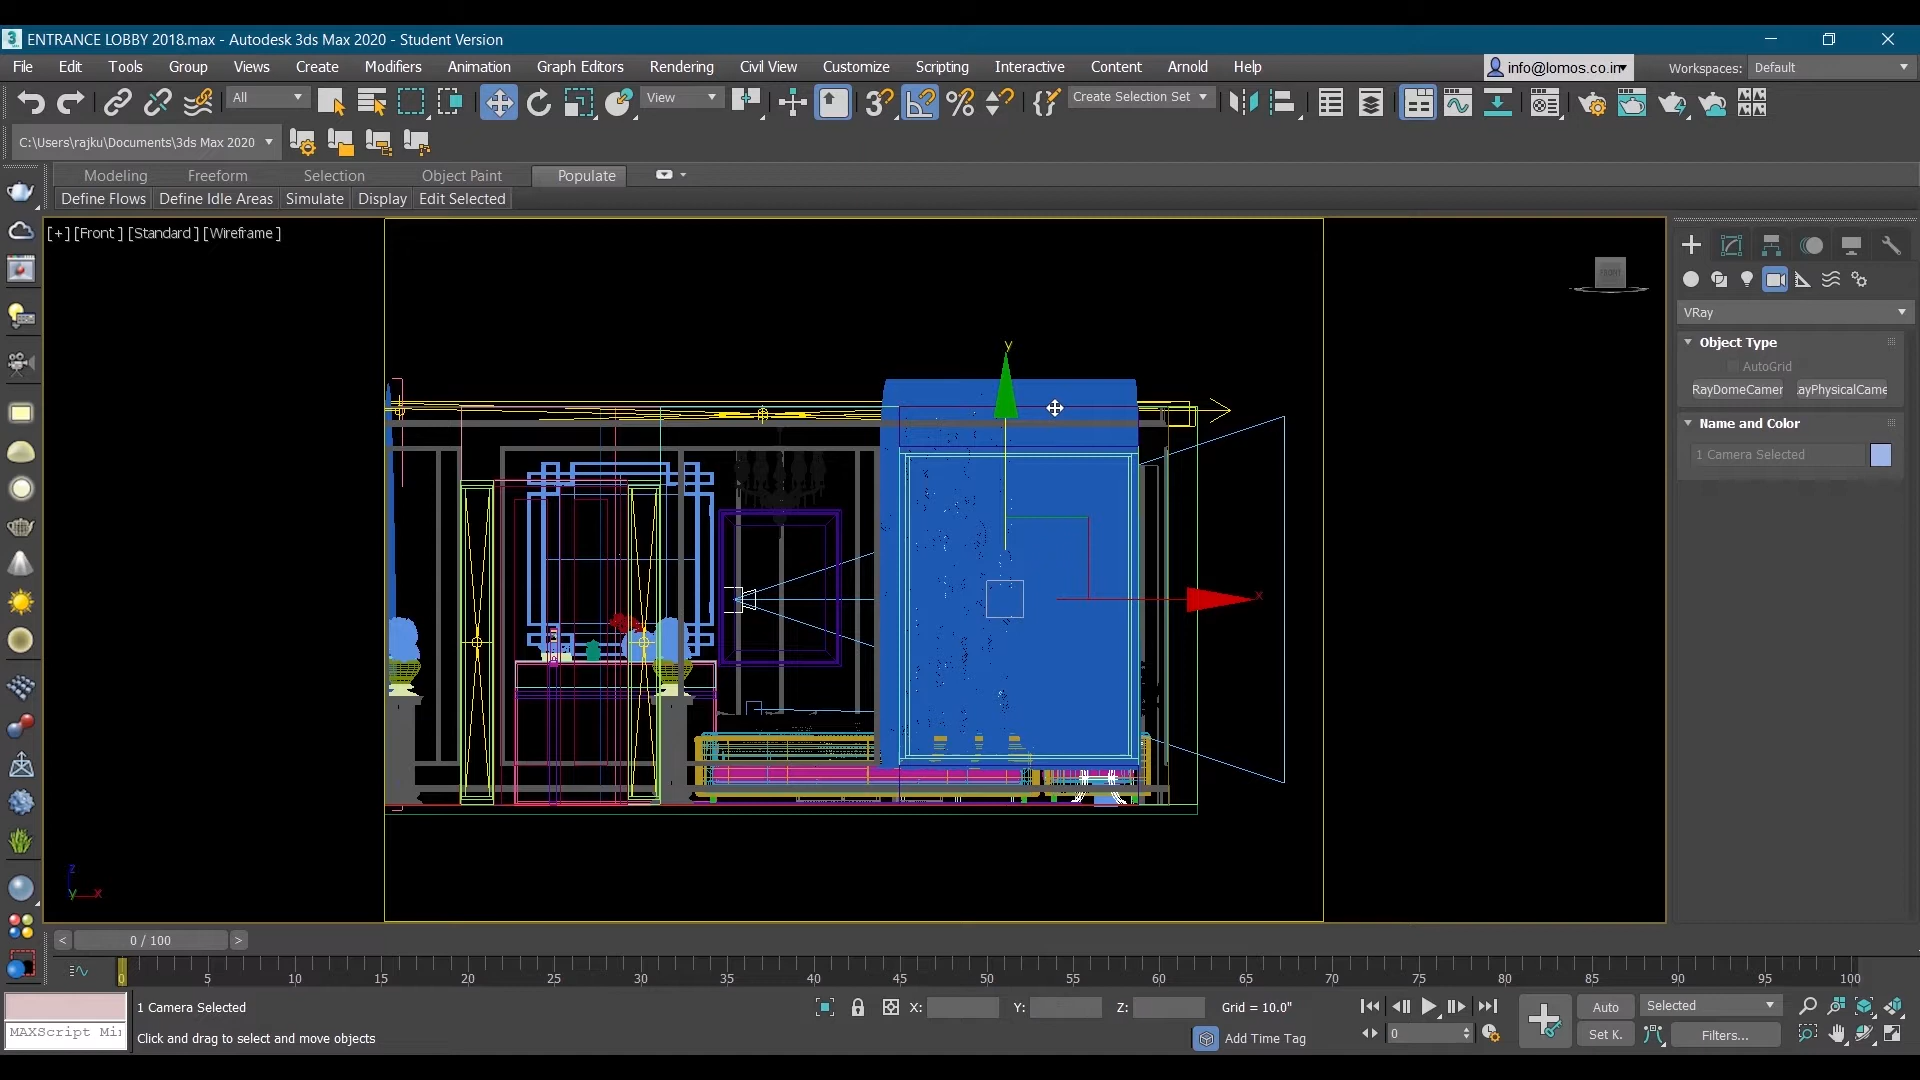 ENTRANCE LOBBY 2018.max - Autodesk 3ds Max 2020 - Student Version
File Edit Tools Group Views Create Modifiers Animation Graph Editors Rendering Civil View Customize Scripting Interactive Content Arnold Help info@lomos.co.in Workspaces: Default
All View Create Selection Set
C:\Users\rajku\Documents\3ds Max 2020
Modeling Freeform Selection Object Paint Populate
Define Flows Define Idle Areas Simulate Display Edit Selected
[+] [Front ] [Standard ] [Wireframe ]
FRONT
VRay
Object Type
AutoGrid
RayDomeCamer ayPhysicalCame
Name and Color
1 Camera Selected
y
x
z
y x
< 0 / 100 >
0 5 10 15 20 25 30 35 40 45 50 55 60 65 70 75 80 85 90 95 100
1 Camera Selected X: Y: Z: Grid = 10.0" Auto Selected
MAXScript Mi
Click and drag to select and move objects Add Time Tag 0 Set K. Filters...